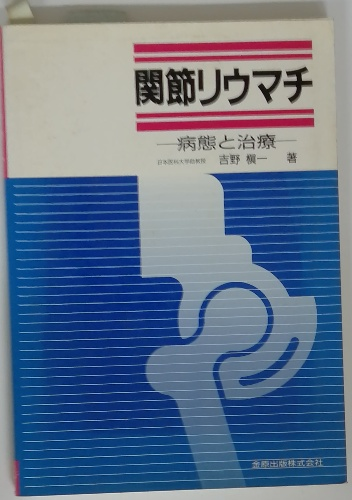 関節リウマチ
―病態と治療―
日本医科大学助教授 吉野 槇一 著
金原出版株式会社